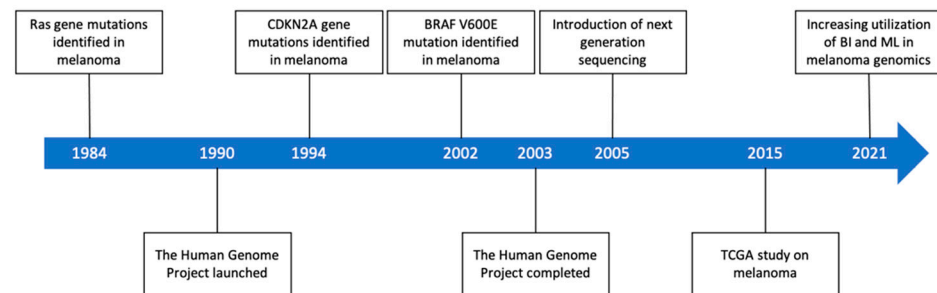 Ras gene mutations
identified in
melanoma
CDKN2A gene
mutations identified
in melanoma
BRAF V600E
mutation identified
in melanoma
Introduction of next
generation
sequencing
Increasing utilization
of BI and ML in
melanoma genomics
1984 1990 1994 2002 2003 2005 2015 2021
The Human Genome
Project launched
The Human Genome
Project completed
TCGA study on
melanoma